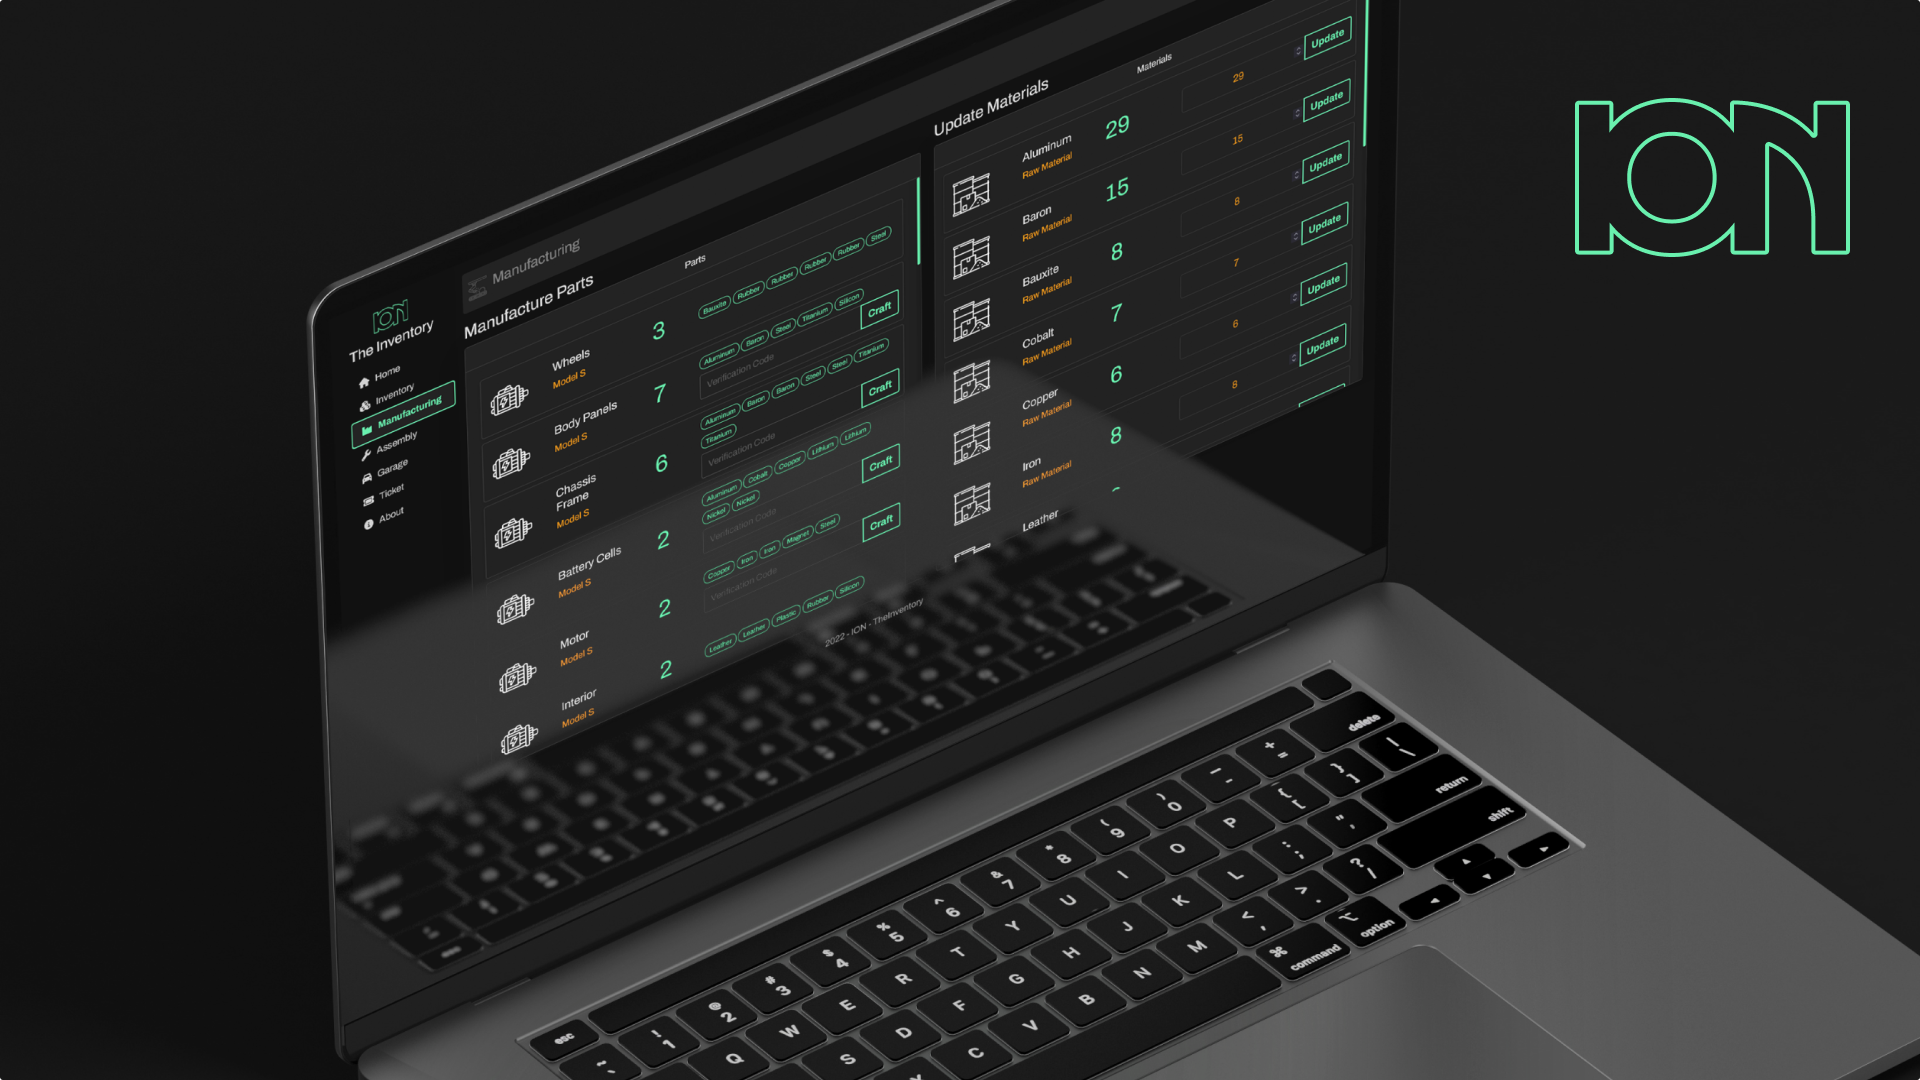 ION
ION
The Inventory
Home
Inventory
Manufacturing
Assembly
Garage
Ticket
About
Manufacturing
Manufacture Parts
Parts
Wheels
Model S
3
Bauxite Rubber Rubber Rubber Rubber Steel
Body Panels
Model S
7
Aluminum Baron Steel Titanium Silicon
Verification Code
Craft
Chassis
Frame
Model S
6
Aluminum Baron Baron Steel Steel Titanium
Titanium
Verification Code
Craft
Battery Cells
Model S
2
Aluminum Cobalt Copper Lithium Lithium
Nickel Nickel
Verification Code
Craft
Motor
Model S
2
Copper Iron Iron Magnet Steel
Verification Code
Craft
Interior
Model S
2
Leather Leather Plastic Rubber Silicon
Update Materials
Materials
Aluminum
Raw Material
29
29
Update
Baron
Raw Material
15
15
Update
Bauxite
Raw Material
8
8
Update
Cobalt
Raw Material
7
7
Update
Copper
Raw Material
6
6
Update
Iron
Raw Material
8
8
Update
Leather
2022 - ION - TheInventory
esc
~ `
! 1
@ 2
# 3
$ 4
% 5
^ 6
& 7
* 8
( 9
) 0
— -
+ =
delete
Q W E R T Y U I O P { [ } ] | \
S D F G H J K L : ; " ' return
C V B N M < , > . ? / shift
⌘ command
⌥ option